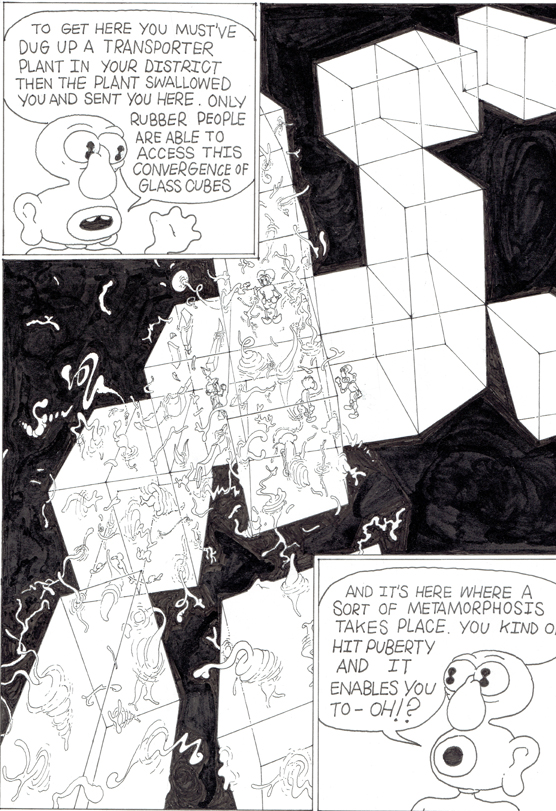 TO GET HERE YOU MUST'VE
DUG UP A TRANSPORTER
PLANT IN YOUR DISTRICT
THEN THE PLANT SWALLOWED
YOU AND SENT YOU HERE. ONLY
RUBBER PEOPLE
ARE ABLE TO
ACCESS THIS
CONVERGENCE OF
GLASS CUBES
AND IT'S HERE WHERE A
SORT OF METAMORPHOSIS
TAKES PLACE. YOU KIND O
HIT PUBERTY
AND IT
ENABLES YOU
TO - OH!?